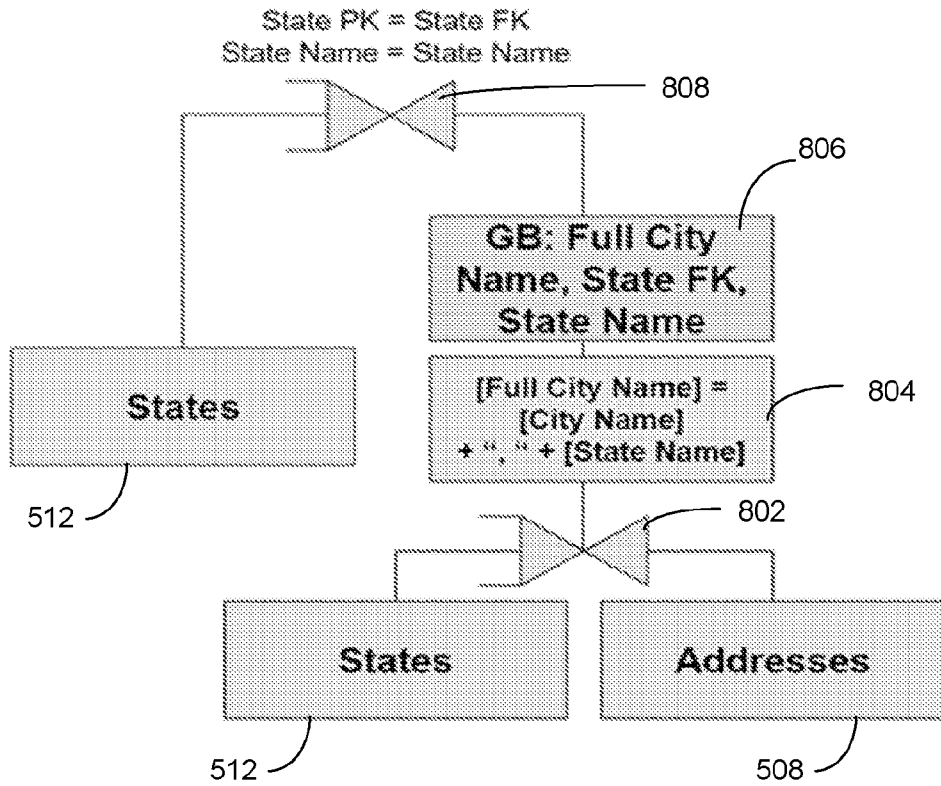 State PK = State FK
State Name = State Name
808
806
GB: Full City
Name, State FK,
State Name
States
[Full City Name] =
[City Name]
+ “, “ + [State Name]
804
512
802
States
Addresses
512
508